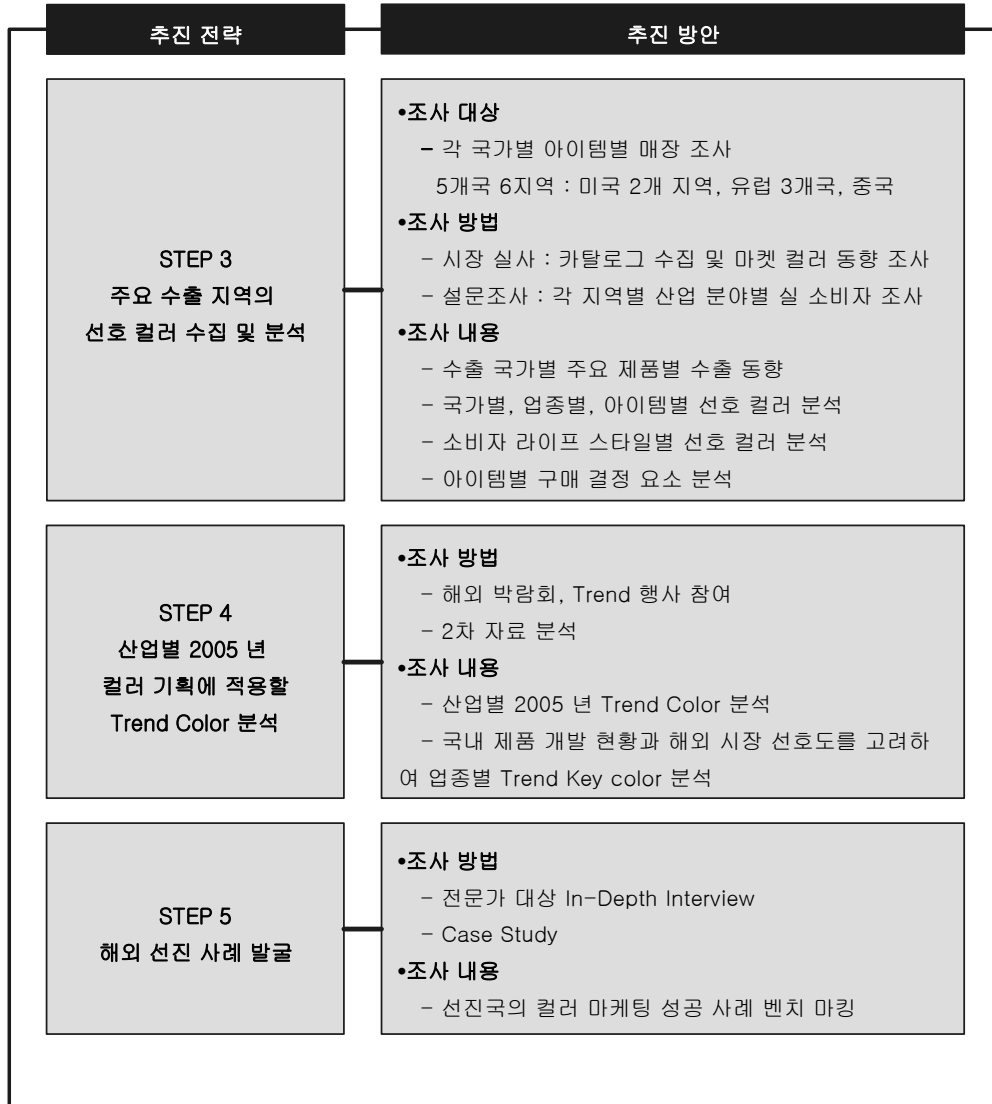 추진 전략
추진 방안
STEP 3
주요 수출 지역의
선호 컬러 수집 및 분석
•조사 대상
- 각 국가별 아이템별 매장 조사
5개국 6지역 : 미국 2개 지역, 유럽 3개국, 중국
•조사 방법
- 시장 실사 : 카탈로그 수집 및 마켓 컬러 동향 조사
- 설문조사 : 각 지역별 산업 분야별 실 소비자 조사
•조사 내용
- 수출 국가별 주요 제품별 수출 동향
- 국가별, 업종별, 아이템별 선호 컬러 분석
- 소비자 라이프 스타일별 선호 컬러 분석
- 아이템별 구매 결정 요소 분석
STEP 4
산업별 2005 년
컬러 기획에 적용할
Trend Color 분석
•조사 방법
- 해외 박람회, Trend 행사 참여
- 2차 자료 분석
•조사 내용
- 산업별 2005 년 Trend Color 분석
- 국내 제품 개발 현황과 해외 시장 선호도를 고려하
여 업종별 Trend Key color 분석
STEP 5
해외 선진 사례 발굴
•조사 방법
- 전문가 대상 In-Depth Interview
- Case Study
•조사 내용
- 선진국의 컬러 마케팅 성공 사례 벤치 마킹